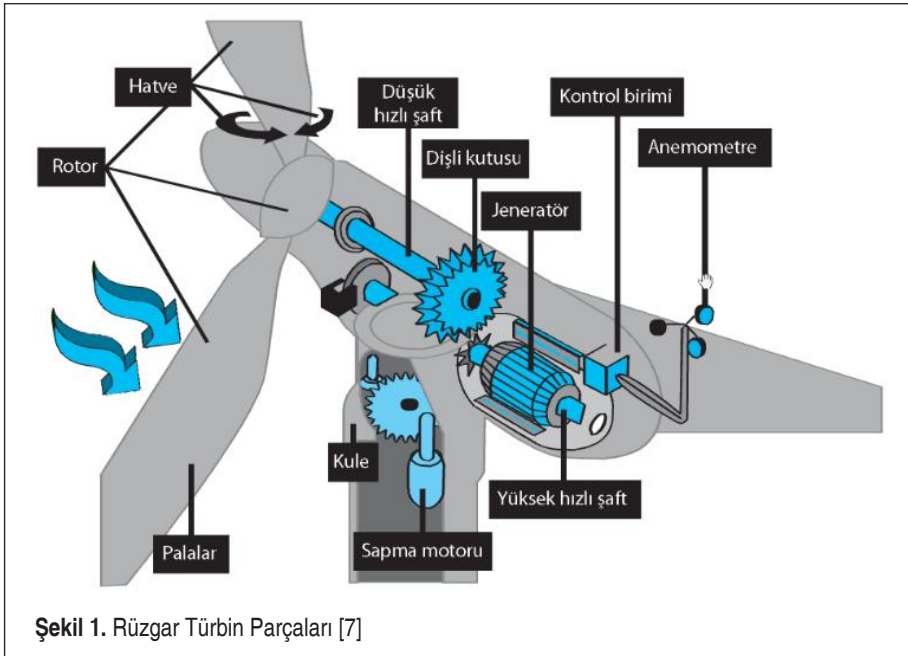 Hatve
Düşük
hızlı şaft
Kontrol birimi
Anemometre
Dişli kutusu
Rotor
Jeneratör
Kule
Yüksek hızlı şaft
Palalar
Sapma motoru
Şekil 1. Rüzgar Türbin Parçaları [7]